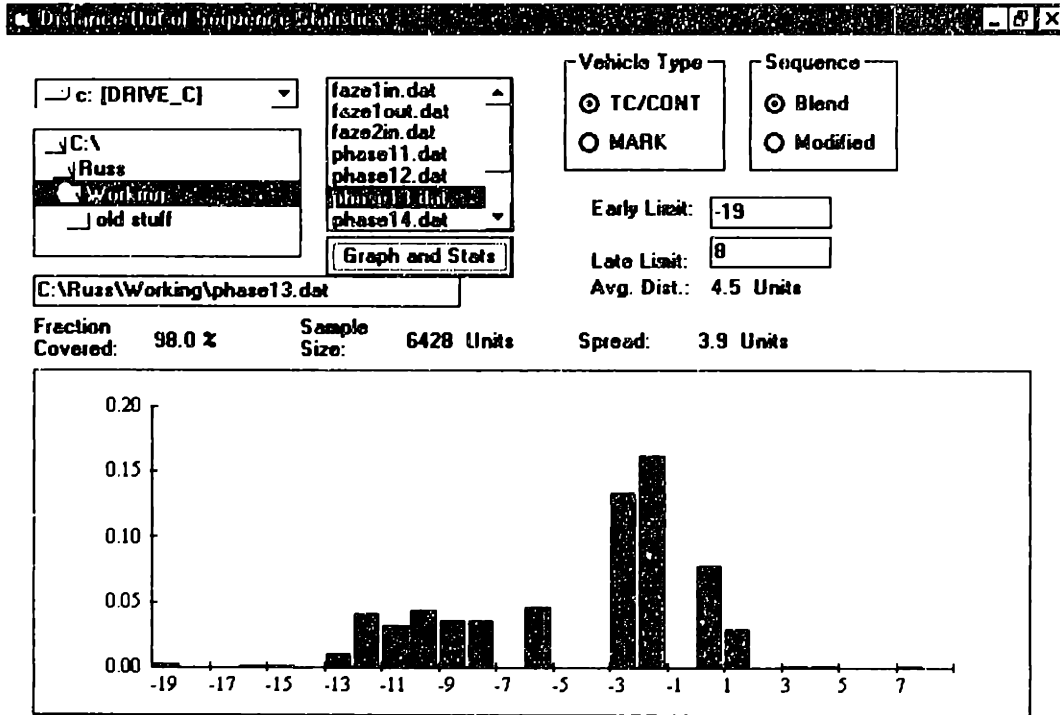 Distance Out of Sequence Statistics
c: [DRIVE_C]
C:\
Russ
Working
old stuff
faze1in.dat
faze1out.dat
faze2in.dat
phase11.dat
phase12.dat
phase13.dat
phase14.dat
Graph and Stats
Vehicle Type
TC/CONT
MARK
Sequence
Blend
Modified
Early Limit: -19
Late Limit: 8
Avg. Dist.: 4.5 Units
C:\Russ\Working\phase13.dat
Fraction Covered: 98.0 %
Sample Size: 6428 Units
Spread: 3.9 Units
0.20
0.15
0.10
0.05
0.00
-19 -17 -15 -13 -11 -9 -7 -5 -3 -1 1 3 5 7